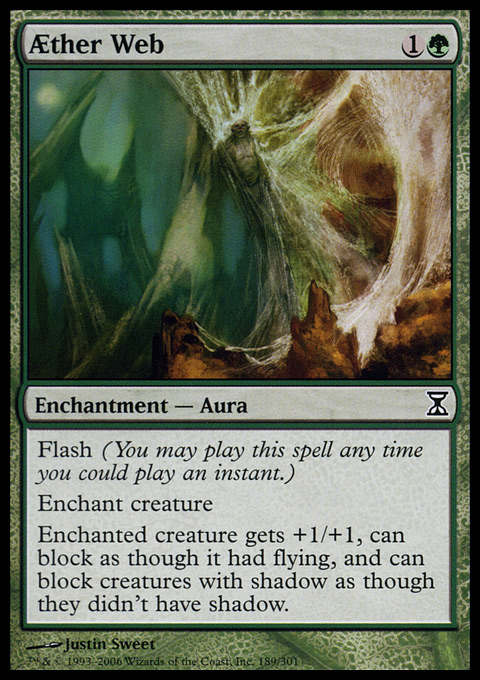 Æther Web
1
Enchantment — Aura
Flash (You may play this spell any time
you could play an instant.)
Enchant creature
Enchanted creature gets +1/+1, can
block as though it had flying, and can
block creatures with shadow as though
they didn't have shadow.
Justin Sweet
™ & © 1993–2006 Wizards of the Coast, Inc. 189/301